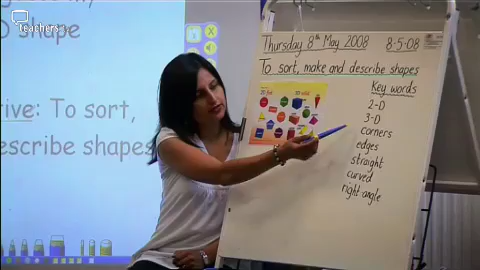 teachers
D shape
ive: To sort,
escribe shapes
Thursday 8th May 2008 8·5·08
To sort, make and describe shapes
Key words
2-D
3-D
corners
edges
straight
curved
right-angle